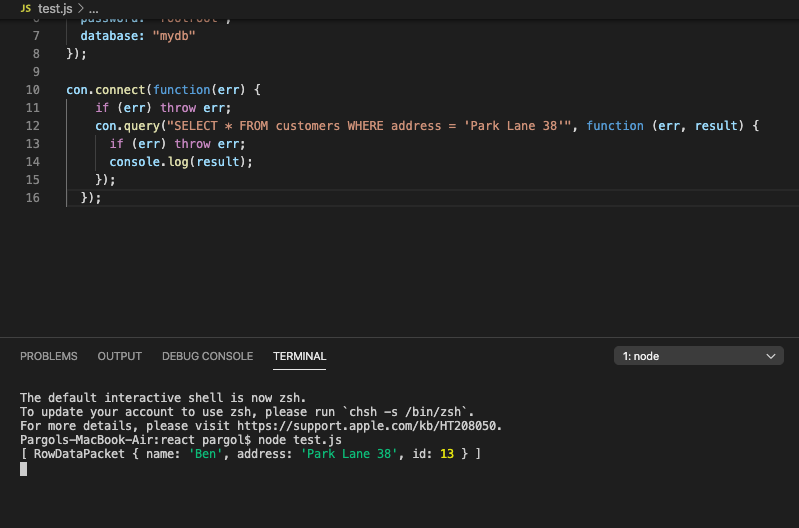 JS test.js > ...
6 password: "rootroot",
7 database: "mydb"
8 });
9
10 con.connect(function(err) {
11 if (err) throw err;
12 con.query("SELECT * FROM customers WHERE address = 'Park Lane 38'", function (err, result) {
13 if (err) throw err;
14 console.log(result);
15 });
16 });
PROBLEMS OUTPUT DEBUG CONSOLE TERMINAL 1: node
The default interactive shell is now zsh.
To update your account to use zsh, please run `chsh -s /bin/zsh`.
For more details, please visit https://support.apple.com/kb/HT208050.
Pargols-MacBook-Air:react pargol$ node test.js
[ RowDataPacket { name: 'Ben', address: 'Park Lane 38', id: 13 } ]